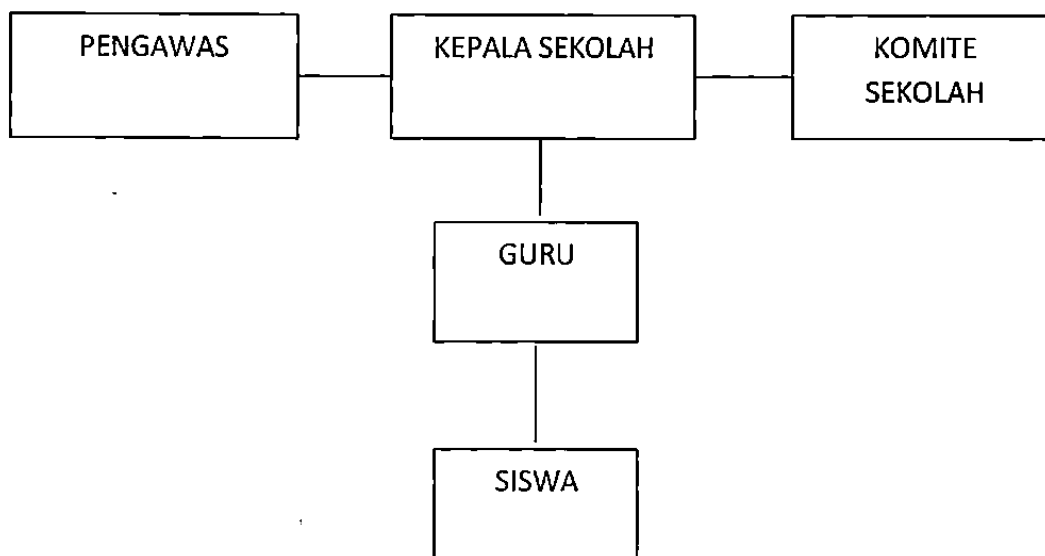 PENGAWAS
KEPALA SEKOLAH
KOMITE
SEKOLAH
GURU
SISWA